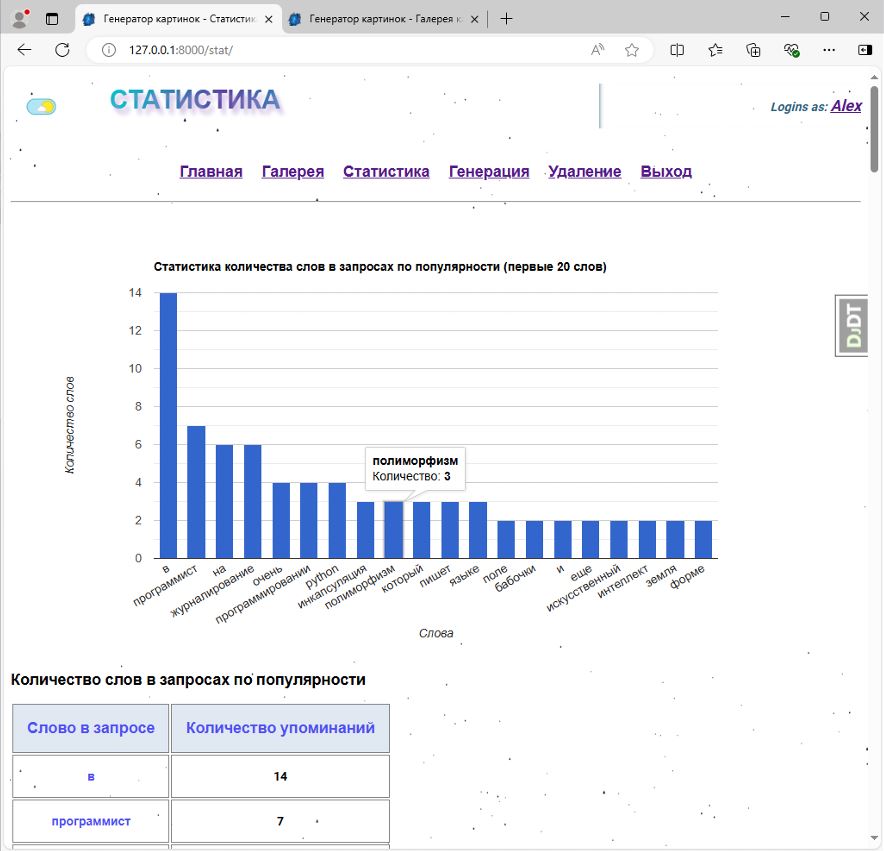 Генератор картинок - Статистик
Генератор картинок - Галерея к
127.0.0.1:8000/stat/
СТАТИСТИКА
Logins as: Alex
Главная Галерея Статистика Генерация Удаление Выход
Статистика количества слов в запросах по популярности (первые 20 слов)
14
12
10
8
6
4
2
0
Количество слов
полиморфизм
Количество: 3
DJDT
в
программист
на
журналирование
очень
программировании
python
инкапсуляция
полиморфизм
который
пишет
языке
поле
бабочки
и
еще
искусственный
интеллект
земля
форме
Слова
Количество слов в запросах по популярности
Слово в запросе Количество упоминаний
в 14
программист 7